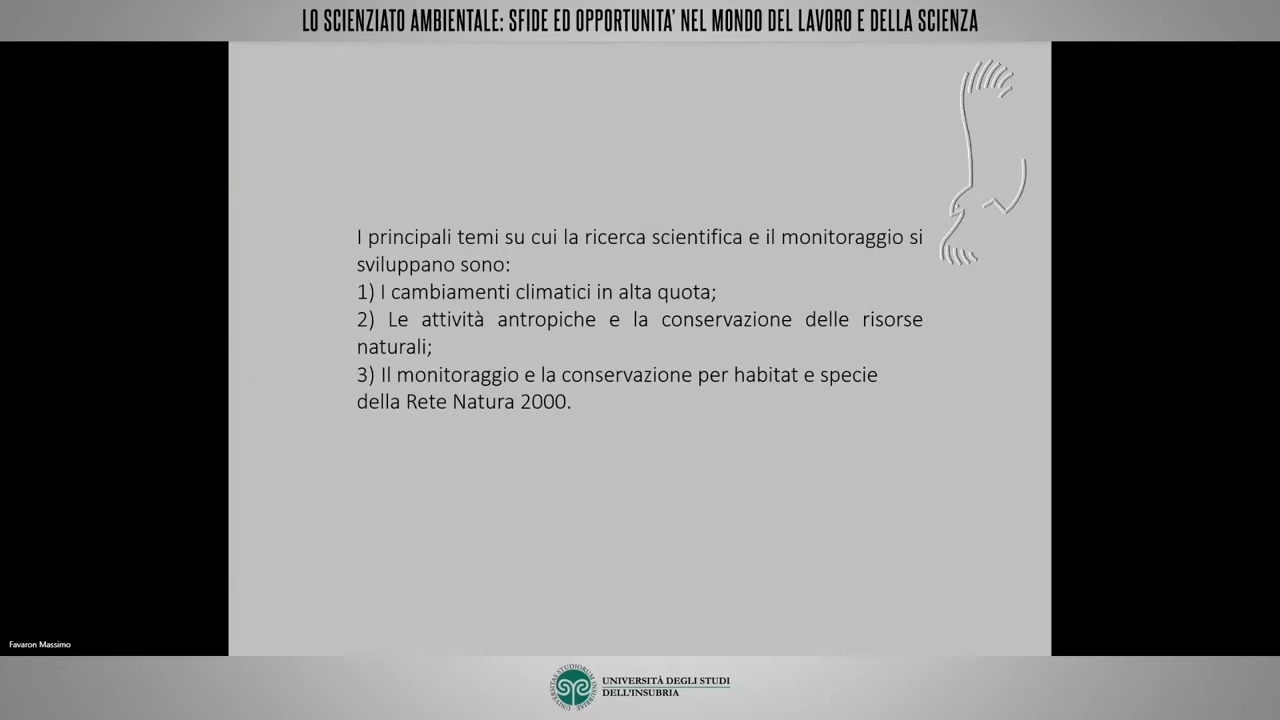 LO SCIENZIATO AMBIENTALE: SFIDE ED OPPORTUNITA' NEL MONDO DEL LAVORO E DELLA SCIENZA
I principali temi su cui la ricerca scientifica e il monitoraggio si
sviluppano sono:
1) I cambiamenti climatici in alta quota;
2) Le attività antropiche e la conservazione delle risorse
naturali;
3) Il monitoraggio e la conservazione per habitat e specie
della Rete Natura 2000.
Favaron Massimo
UNIVERSITÀ DEGLI STUDI
DELL'INSUBRIA